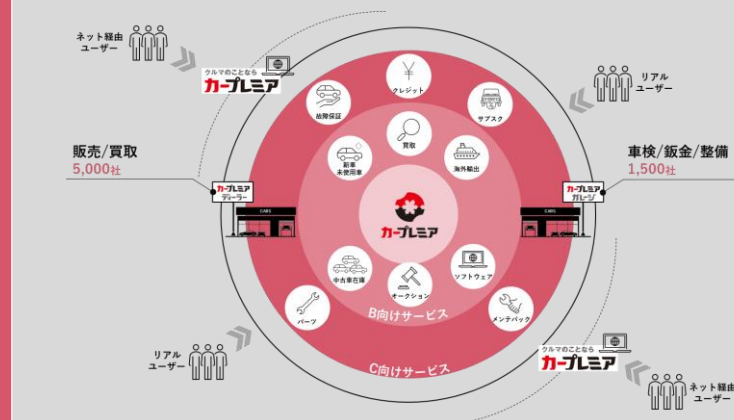 ネット経由
ユーザー
クルマのことなら
カープレミア
¥
クレジット
故障保証
サブスク
リアル
ユーザー
買取
新車
未使用車
海外輸出
販売/買取
5,000社
車検/鈑金/整備
1,500社
カープレミア
ディーラー
CARS
カープレミア
カープレミア
ガレージ
CARS
中古車在庫
オークション
ソフトウェア
パーツ
メンテパック
B向けサービス
C向けサービス
リアル
ユーザー
クルマのことなら
カープレミア
ネット経由
ユーザー